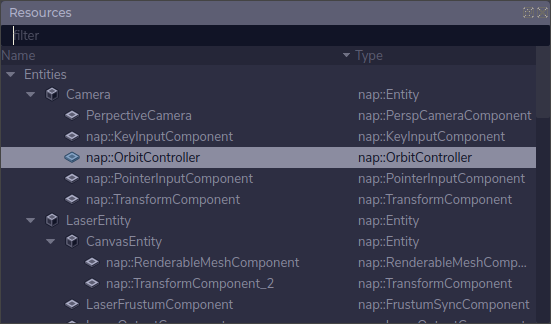 Resources
filter
Name Type
Entities
Camera nap::Entity
PerpectiveCamera nap::PerspCameraComponent
nap::KeyInputComponent nap::KeyInputComponent
nap::OrbitController nap::OrbitController
nap::PointerInputComponent nap::PointerInputComponent
nap::TransformComponent nap::TransformComponent
LaserEntity nap::Entity
CanvasEntity nap::Entity
nap::RenderableMeshComponent nap::RenderableMeshComp...
nap::TransformComponent_2 nap::TransformComponent
LaserFrustumComponent nap::FrustumSyncComponent